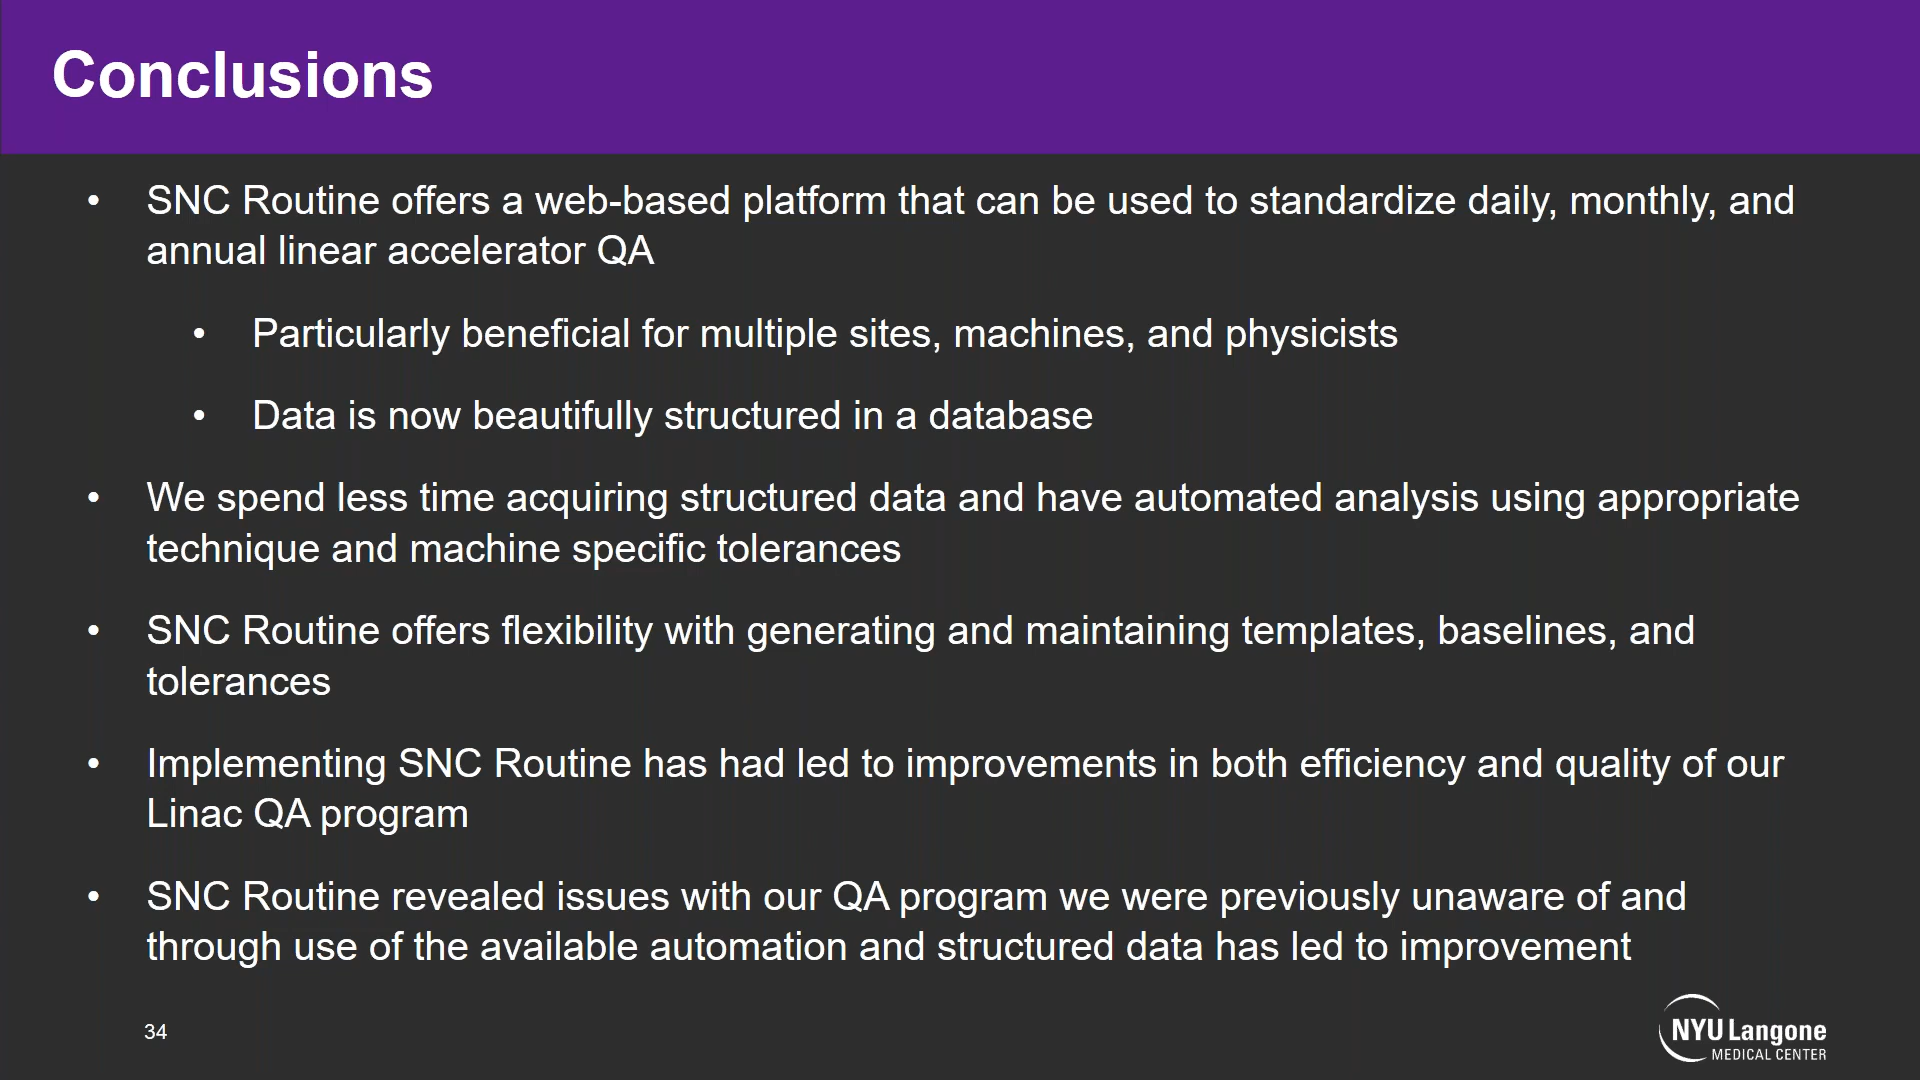 Conclusions
• SNC Routine offers a web-based platform that can be used to standardize daily, monthly, and
annual linear accelerator QA
• Particularly beneficial for multiple sites, machines, and physicists
• Data is now beautifully structured in a database
• We spend less time acquiring structured data and have automated analysis using appropriate
technique and machine specific tolerances
• SNC Routine offers flexibility with generating and maintaining templates, baselines, and
tolerances
• Implementing SNC Routine has had led to improvements in both efficiency and quality of our
Linac QA program
• SNC Routine revealed issues with our QA program we were previously unaware of and
through use of the available automation and structured data has led to improvement
34
NYU Langone
MEDICAL CENTER